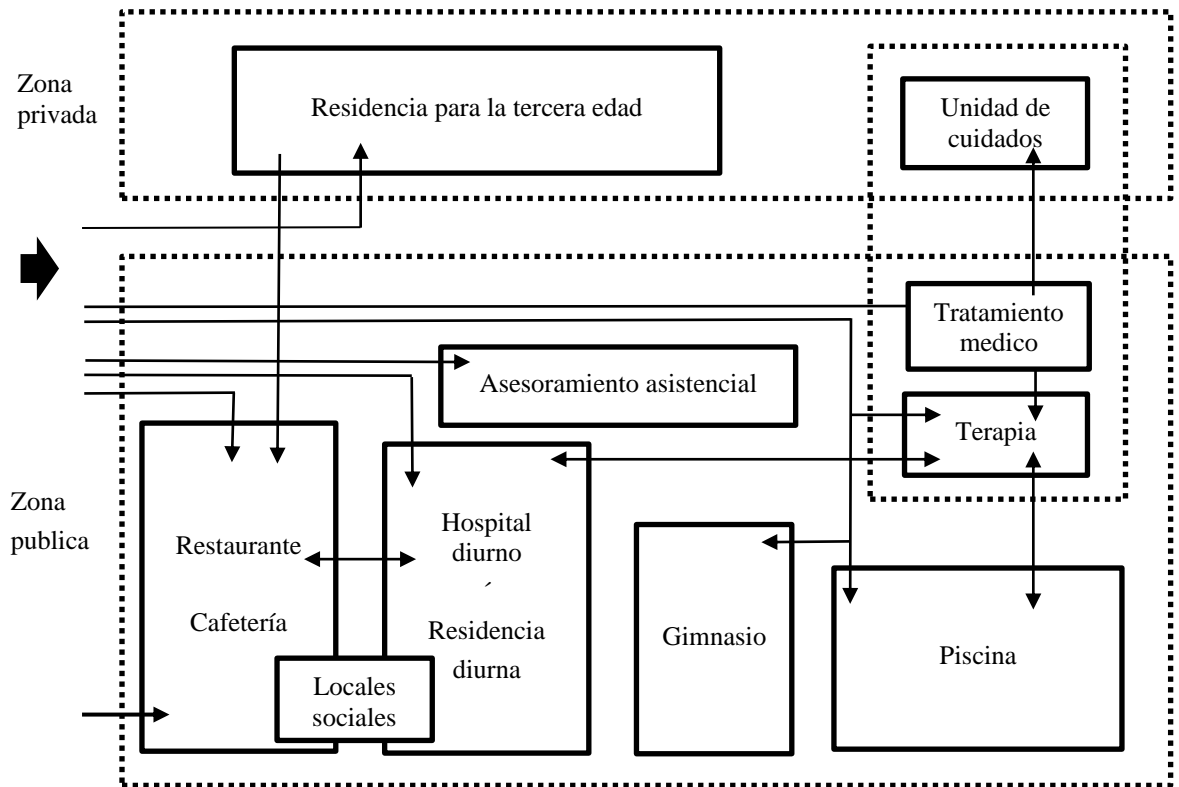 Zona
privada
Residencia para la tercera edad
Unidad de
cuidados
Tratamiento
medico
Asesoramiento asistencial
Terapia
Zona
publica
Restaurante
Cafetería
Hospital
diurno
´
Residencia
diurna
Locales
sociales
Gimnasio
Piscina